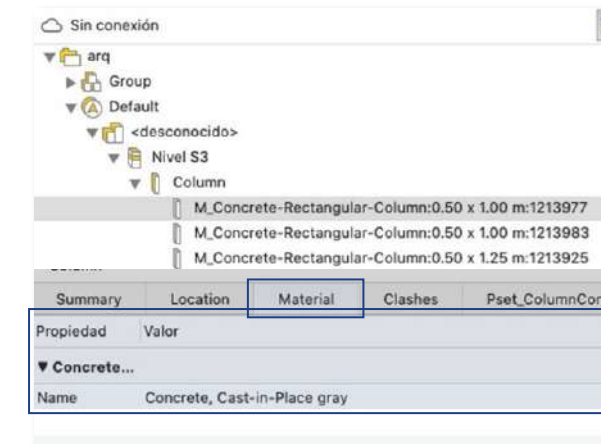 Sin conexión
arq
Group
Default
<desconocido>
Nivel S3
Column
M_Concrete-Rectangular-Column:0.50 x 1.00 m:1213977
M_Concrete-Rectangular-Column:0.50 x 1.00 m:1213983
M_Concrete-Rectangular-Column:0.50 x 1.25 m:1213925
Summary Location Material Clashes Pset_ColumnCor
Propiedad Valor
Concrete...
Name Concrete, Cast-in-Place gray